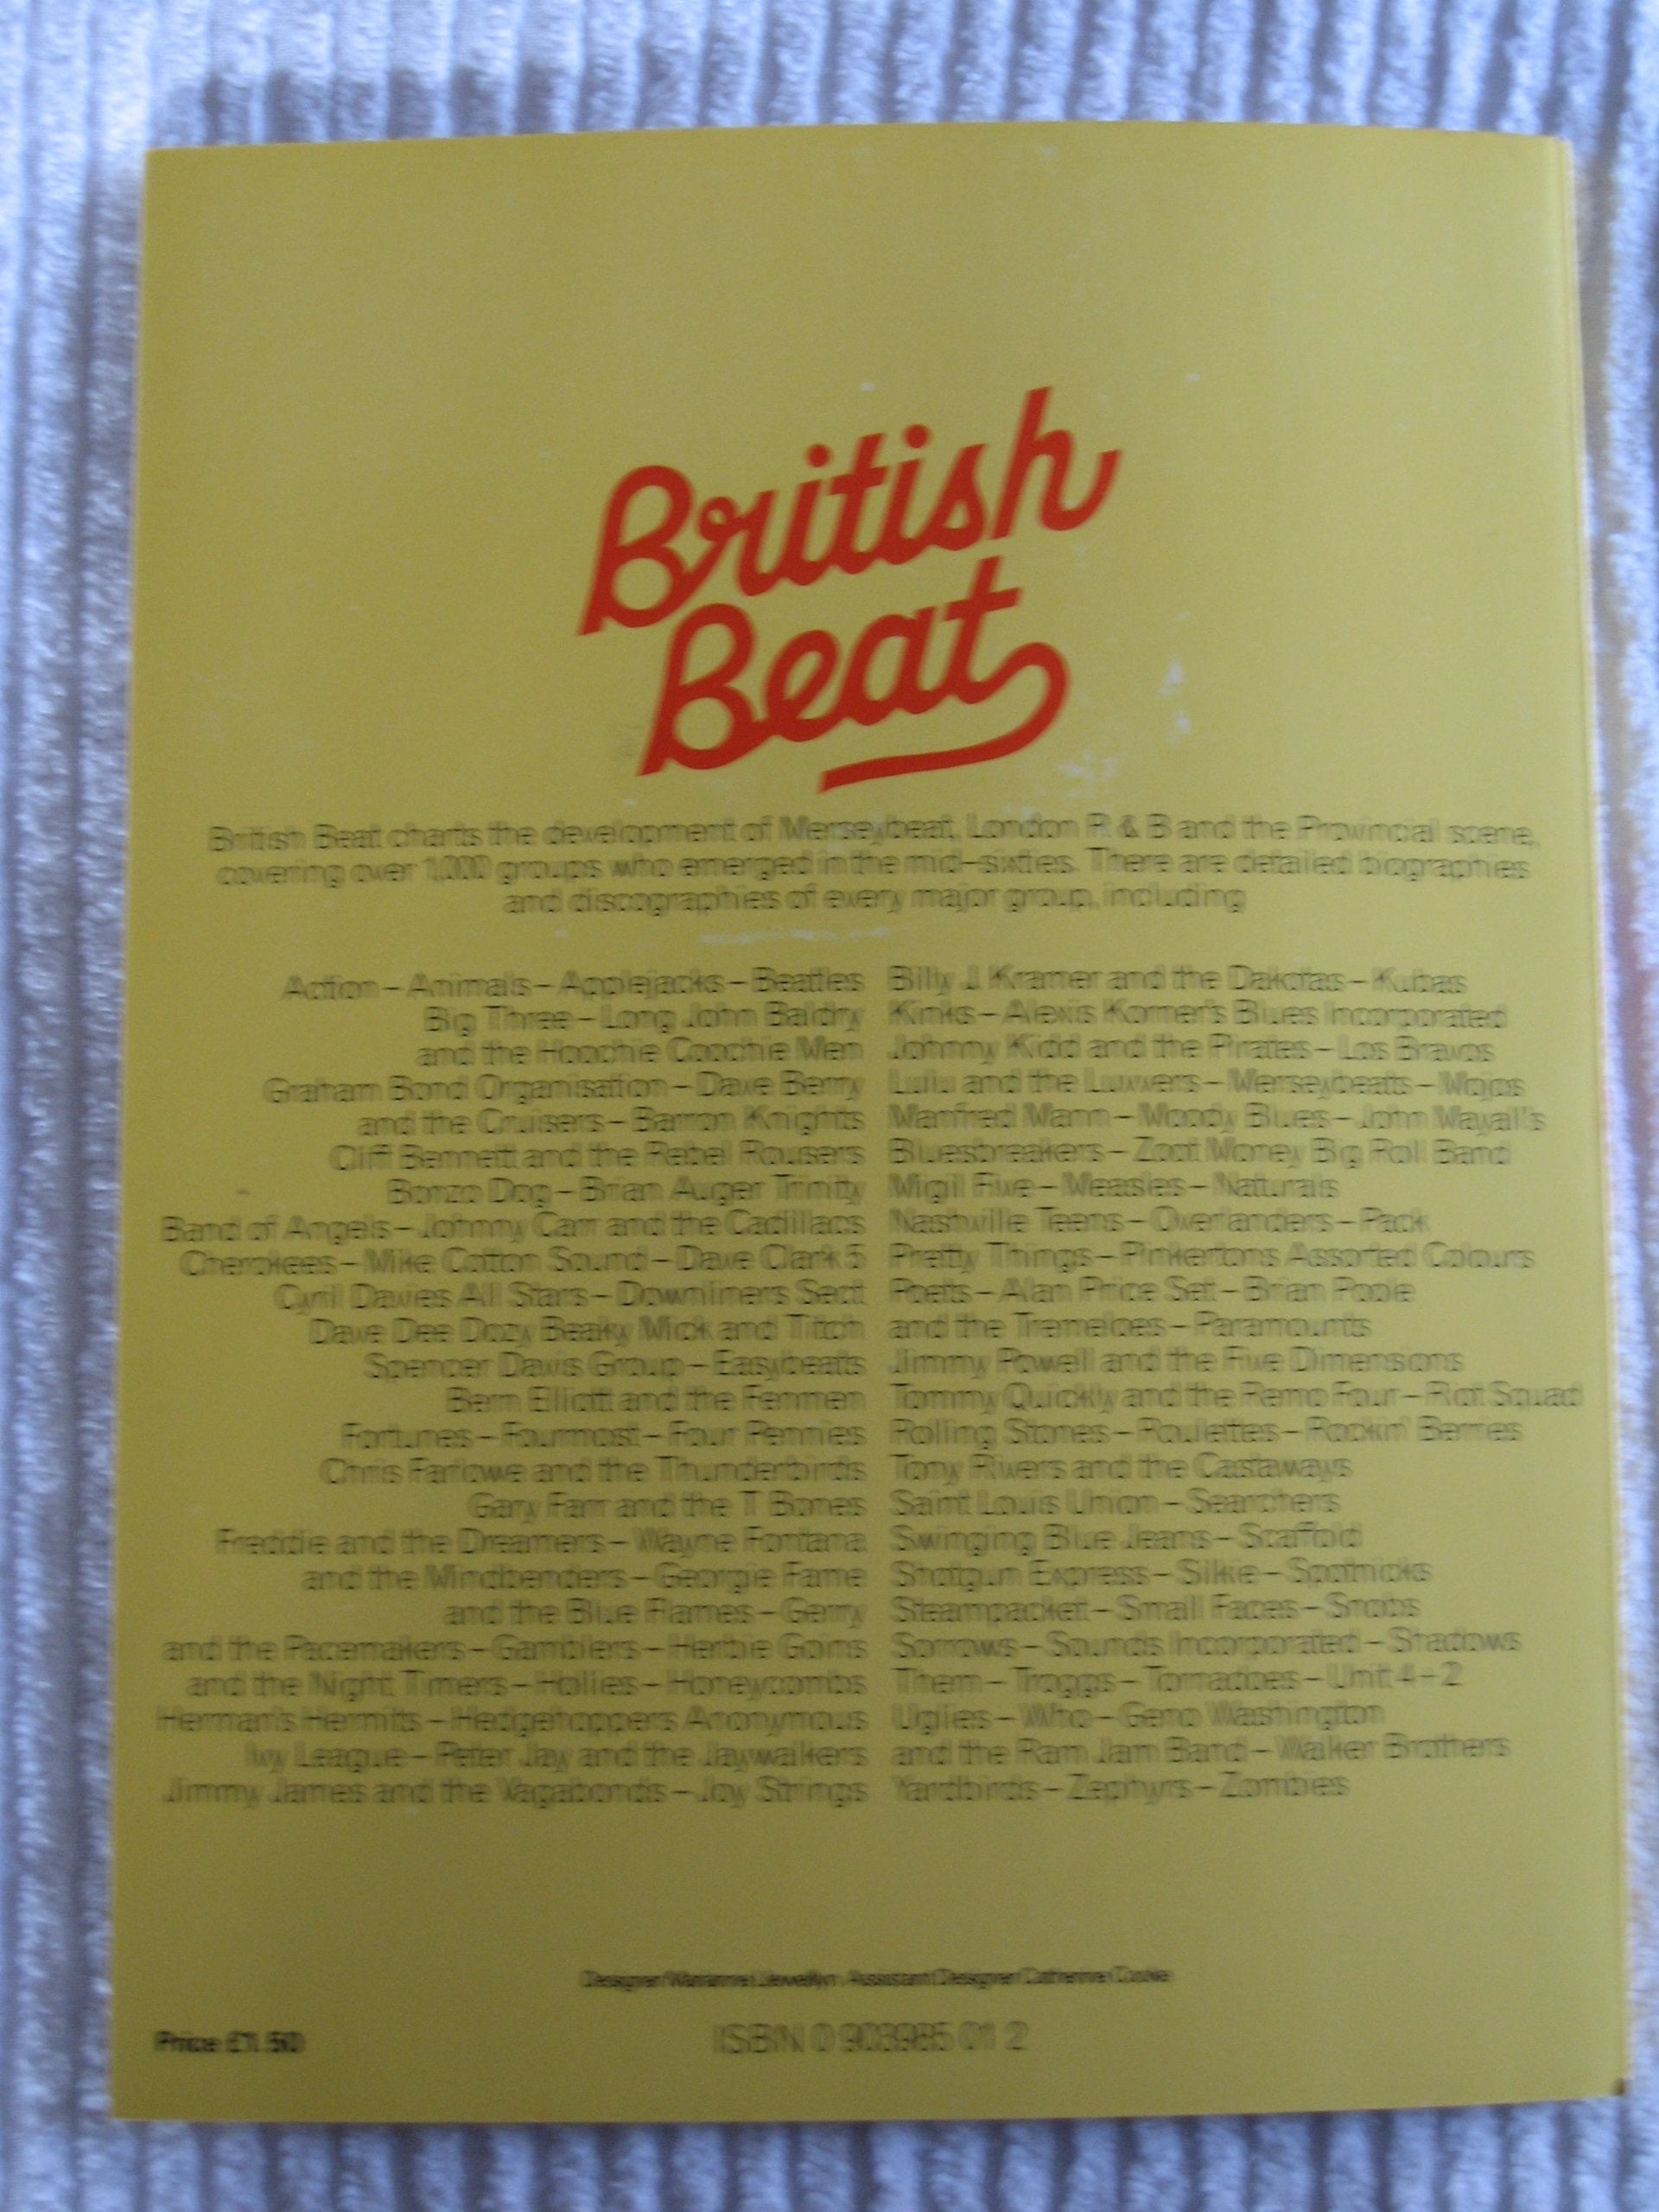 British
Beat
British Beat charts the development of Merseybeat, London R & B and the Provincial scene,
covering over 1,000 groups who emerged in the mid-sixties. There are detailed biographies
and discographies of every major group, including
Action – Animals – Applejacks – Beatles
Big Three – Long John Baldry
and the Hoochie Coochie Men
Graham Bond Organisation – Dave Berry
and the Cruisers – Barron Knights
Cliff Bennett and the Rebel Rousers
Bonzo Dog – Brian Auger Trinity
Band of Angels – Johnny Carr and the Cadillacs
Cherokees – Mike Cotton Sound – Dave Clark 5
Cyril Davies All Stars – Downliners Sect
Dave Dee Dozy Beaky Mick and Titch
Spencer Davis Group – Easybeats
Bern Elliott and the Fenmen
Fortunes – Fourmost – Four Pennies
Chris Farlowe and the Thunderbirds
Gary Farr and the T Bones
Freddie and the Dreamers – Wayne Fontana
and the Mindbenders – Georgie Fame
and the Blue Flames – Gerry
and the Pacemakers – Gamblers – Herbie Goins
and the Night Timers – Hollies – Honeycombs
Herman's Hermits – Hedgehoppers Anonymous
Ivy League – Peter Jay and the Jaywalkers
Jimmy James and the Vagabonds – Joy Strings
Billy J Kramer and the Dakotas – Kubas
Kinks – Alexis Korner's Blues Incorporated
Johnny Kidd and the Pirates – Los Bravos
Lulu and the Luvvers – Merseybeats – Mojos
Manfred Mann – Moody Blues – John Mayall's
Bluesbreakers – Zoot Money Big Roll Band
Migil Five – Measles – Naturals
Nashville Teens – Overlanders – Pack
Pretty Things – Pinkertons Assorted Colours
Poets – Alan Price Set – Brian Poole
and the Tremeloes – Paramounts
Jimmy Powell and the Five Dimensions
Tommy Quickly and the Remo Four – Riot Squad
Rolling Stones – Roulettes – Rockin' Berries
Tony Rivers and the Castaways
Saint Louis Union – Searchers
Swinging Blue Jeans – Scaffold
Shotgun Express – Silkie – Spotnicks
Steampacket – Small Faces – Snobs
Sorrows – Sounds Incorporated – Shadows
Them – Troggs – Tornadoes – Unit 4+2
Uglies – Who – Geno Washington
and the Ram Jam Band – Walker Brothers
Yardbirds – Zephyrs – Zombies
Designer Marianne Llewellyn. Assistant Designer Catherine Cooke
Price £1.50
ISBN 0 903985 01 2